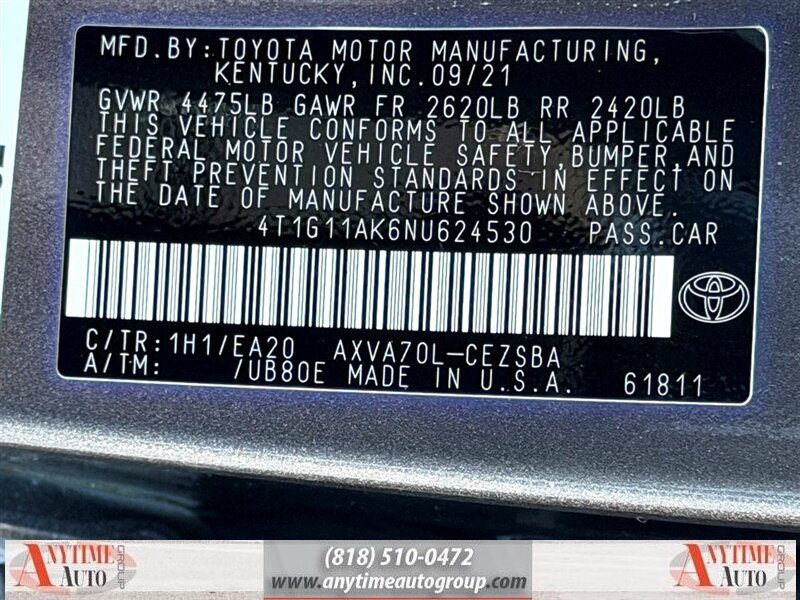 MFD. BY: TOYOTA MOTOR MANUFACTURING,
KENTUCKY, INC. 09/21
GVWR 4475LB GAWR FR 2620LB RR 2420LB
THIS VEHICLE CONFORMS TO ALL APPLICABLE
FEDERAL MOTOR VEHICLE SAFETY, BUMPER, AND
THEFT PREVENTION STANDARDS IN EFFECT ON
THE DATE OF MANUFACTURE SHOWN ABOVE.
4T1G11AK6NU624530 PASS.CAR
C/TR: 1H1/EA20 AXVA70L-CEZSBA
A/TM: /UB80E MADE IN U.S.A. 61811
ANYTIME AUTO GROUP
(818) 510-0472
www.anytimeautogroup.com
ANYTIME AUTO GROUP